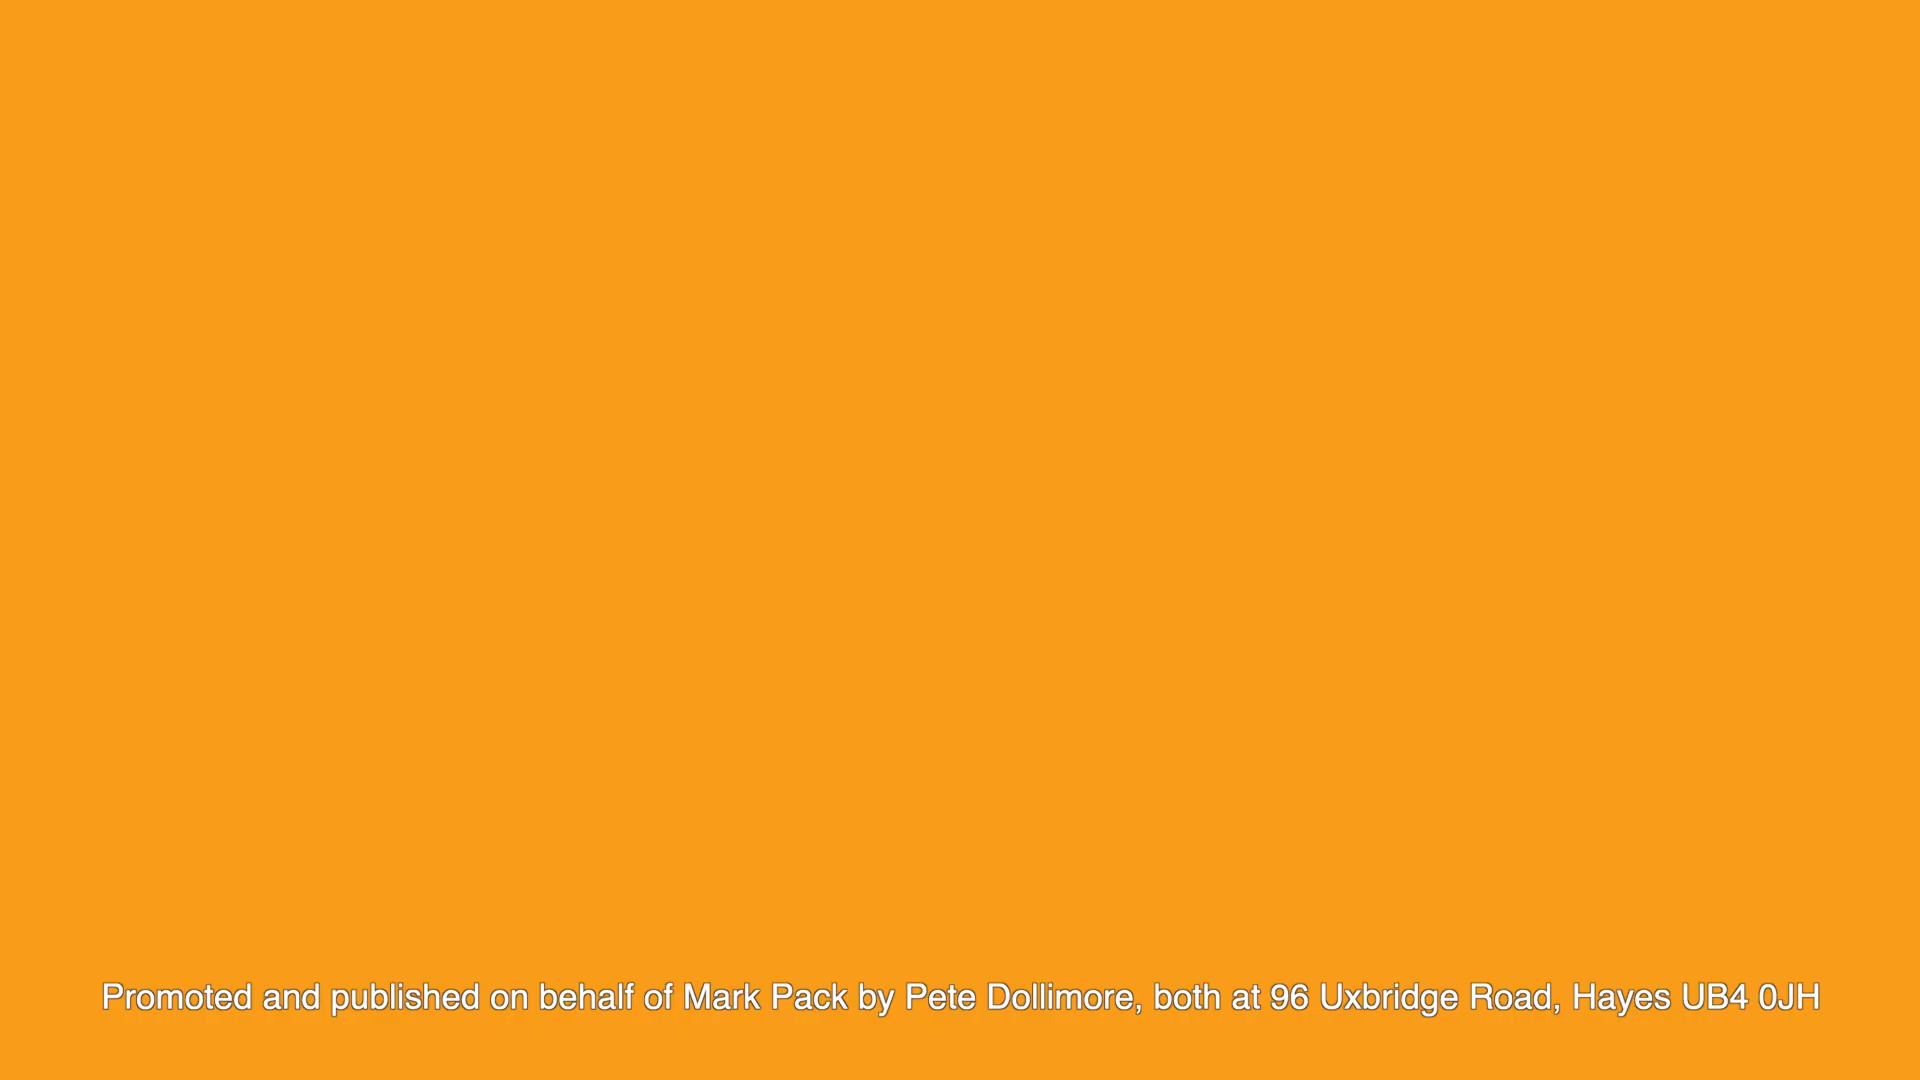 Promoted and published on behalf of Mark Pack by Pete Dollimore, both at 96 Uxbridge Road, Hayes UB4 0JH